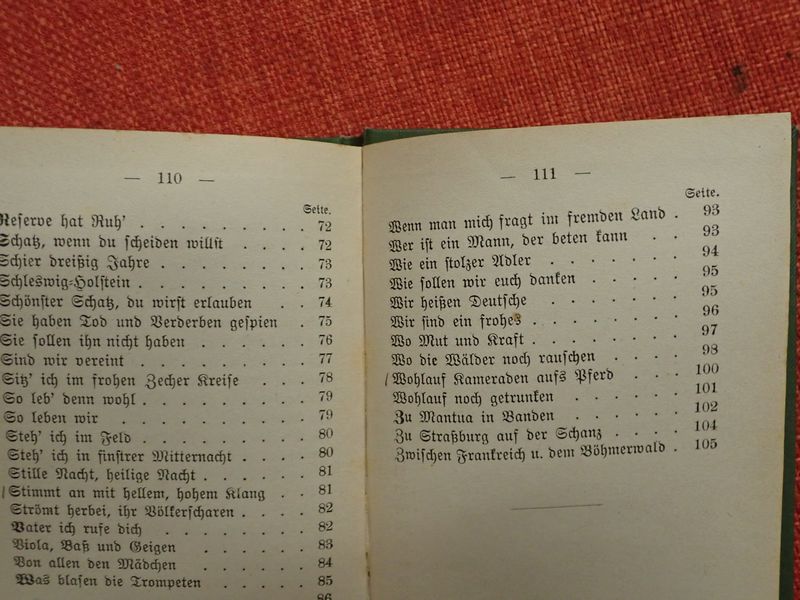 — 110 —
Seite.
Reserve hat Ruh' . . . . . . . . . 72
Schatz, wenn du scheiden willst . . . . 72
Schier dreißig Jahre . . . . . . . . 73
Schleswig-Holstein . . . . . . . . . 73
Schönster Schatz, du wirst erlauben . . 74
Sie haben Tod und Verderben gespien . 75
Sie sollen ihn nicht haben . . . . . . 76
Sind wir vereint . . . . . . . . . 77
Sitz' ich im frohen Zecher Kreise . . . 78
So leb' denn wohl . . . . . . . . . 79
So leben wir . . . . . . . . . . 79
Steh' ich im Feld . . . . . . . . . 80
Steh' ich in finstrer Mitternacht . . . . 80
Stille Nacht, heilige Nacht . . . . . . 81
Stimmt an mit hellem, hohem Klang . . 81
Strömt herbei, ihr Völkerscharen . . . . 82
Vater ich rufe dich . . . . . . . . 82
Viola, Baß und Geigen . . . . . . 83
Von allen den Mädchen . . . . . . 84
Was blasen die Trompeten . . . . . 85
86
— 111 —
Seite.
Wenn man mich fragt im fremden Land . 93
Wer ist ein Mann, der beten kann . . 93
Wie ein stolzer Adler . . . . . . . 94
Wie sollen wir euch danken . . . . . 95
Wir heißen Deutsche . . . . . . . 95
Wir sind ein frohes . . . . . . . . 96
Wo Mut und Kraft . . . . . . . . 97
Wo die Wälder noch rauschen . . . . 98
Wohlauf Kameraden aufs Pferd . . . 100
Wohlauf noch getrunken . . . . . . 101
Zu Mantua in Banden . . . . . . 102
Zu Straßburg auf der Schanz . . . . 104
Zwischen Frankreich u. dem Böhmerwald . 105